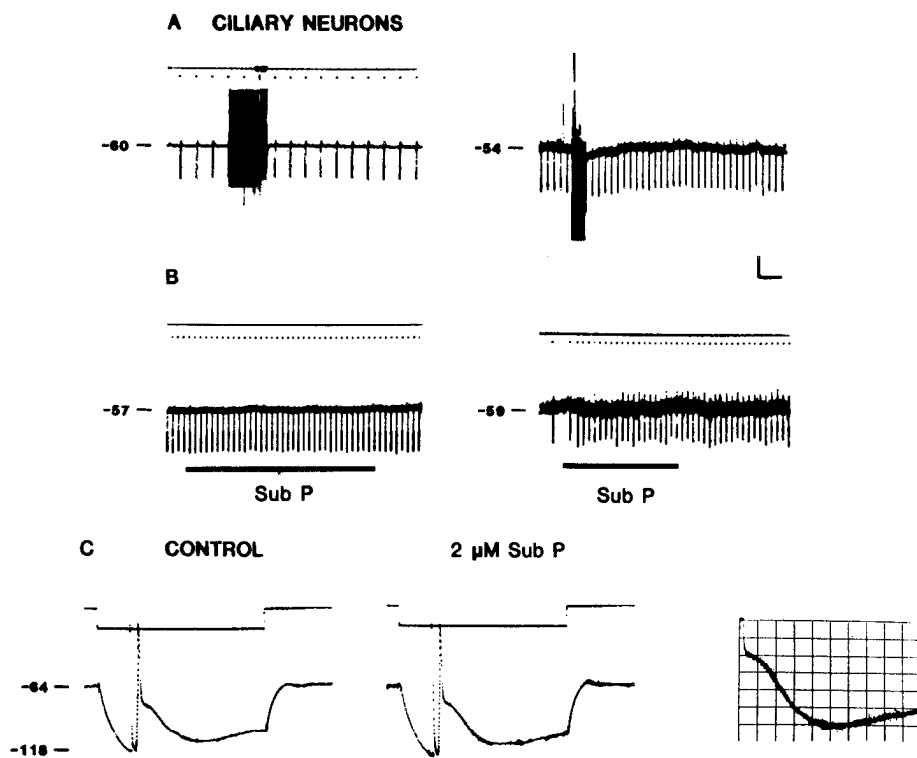 A CILIARY NEURONS
-60
-54
B
-57
-59
Sub P
Sub P
C CONTROL
2 μM Sub P
-64
-118